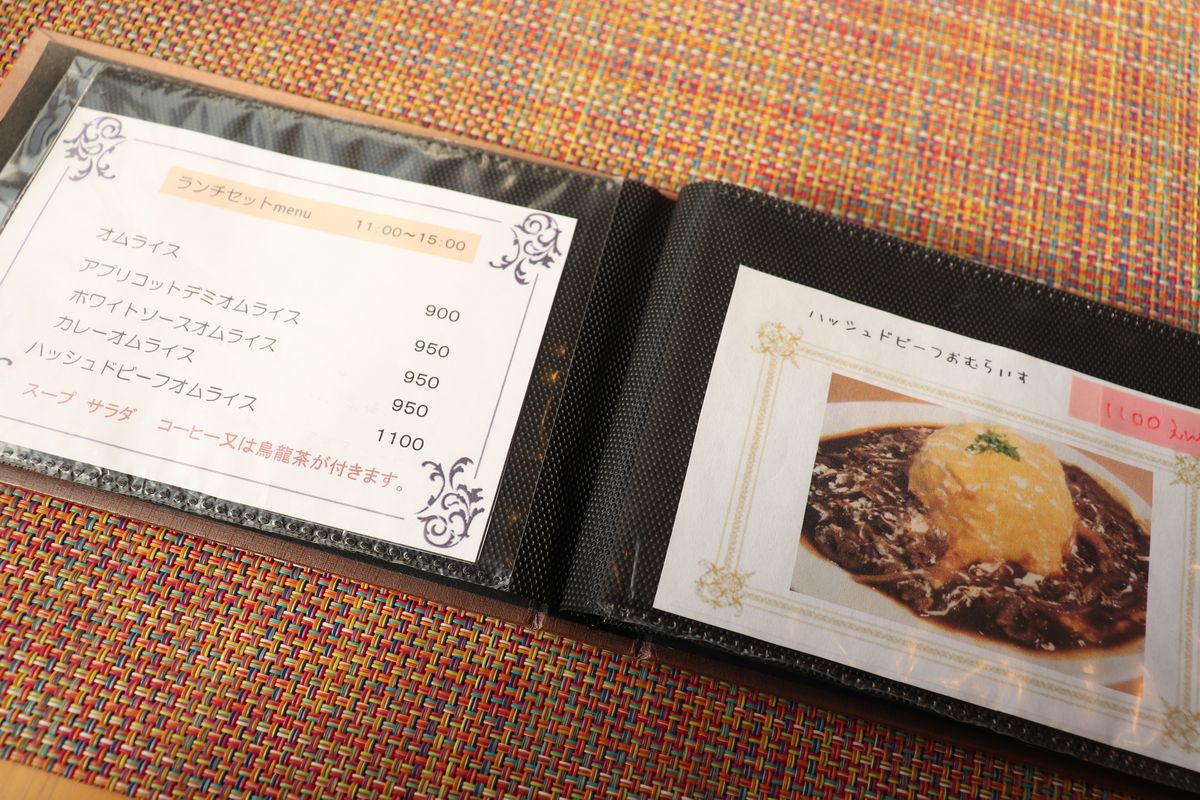 ランチセットmenu 11:00~15:00
オムライス 900
アプリコットデミオムライス 950
ホワイトソースオムライス 950
カレーオムライス 950
ハッシュドビーフオムライス 1100
スープ サラダ コーヒー又は烏龍茶が付きます。
ハッシュドビーフおむらいす
1100